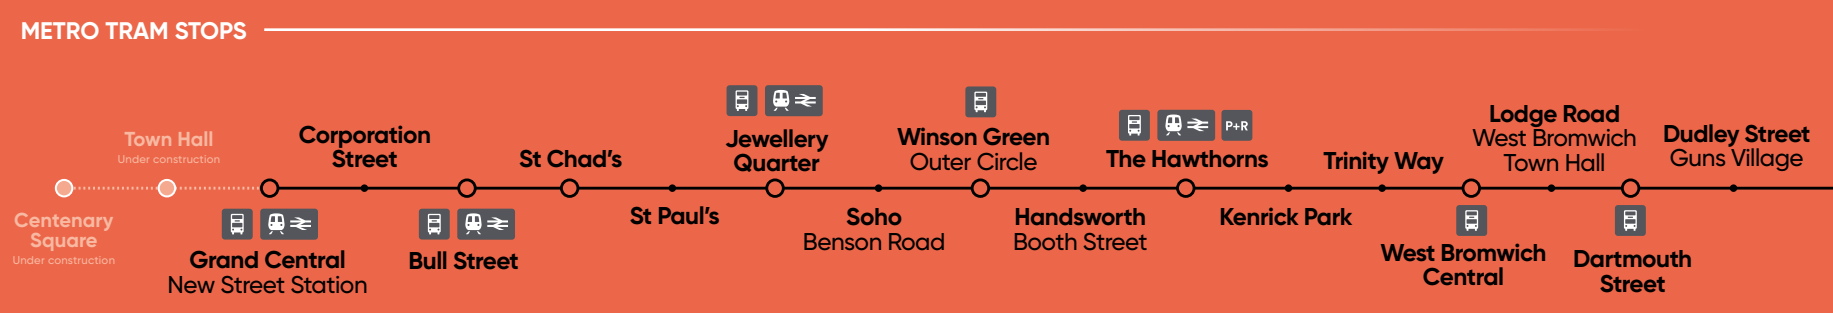 METRO TRAM STOPS
Centenary
Square
Under construction
Town Hall
Under construction
Grand Central
New Street Station
Corporation
Street
Bull Street
St Chad's
St Paul's
Jewellery
Quarter
Soho
Benson Road
Winson Green
Outer Circle
Handsworth
Booth Street
P+R
The Hawthorns
Kenrick Park
Trinity Way
West Bromwich
Central
Lodge Road
West Bromwich
Town Hall
Dartmouth
Street
Dudley Street
Guns Village